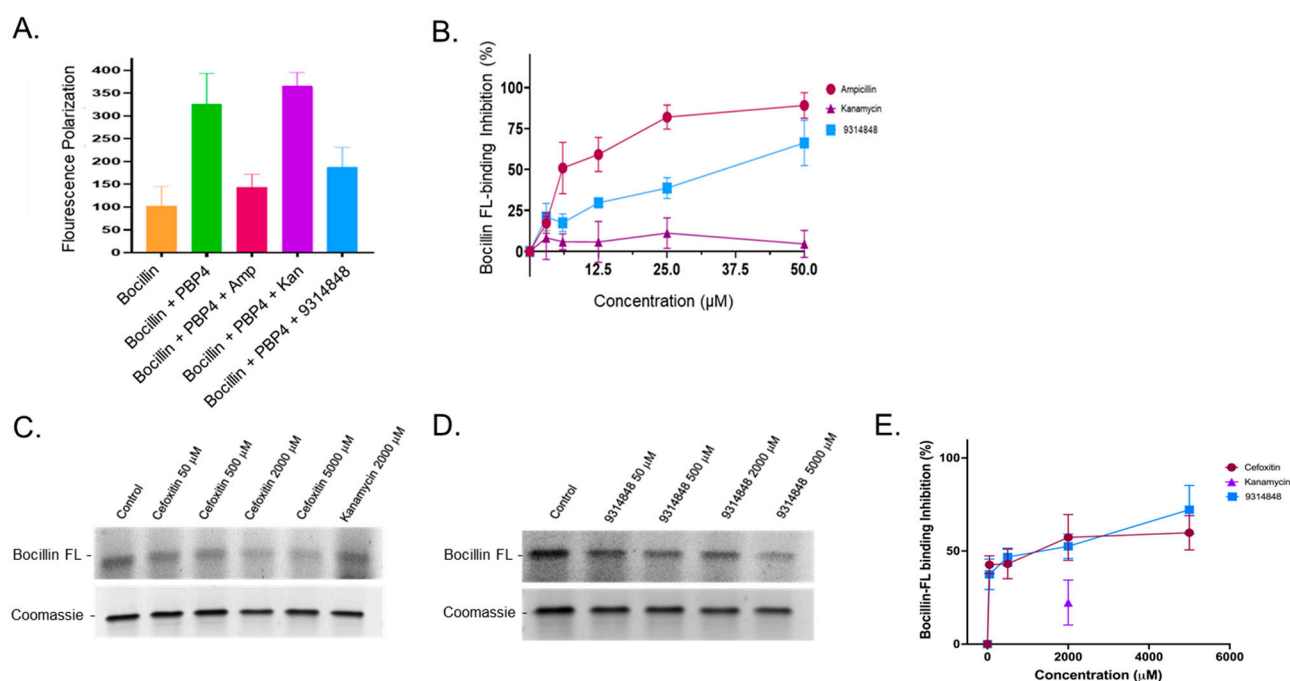 A.
Flourescence Polarization
400
350
300
250
200
150
100
50
0
Bocillin
Bocillin + PBP4
Bocillin + PBP4 + Amp
Bocillin + PBP4 + Kan
Bocillin + PBP4 + 9314848
B.
Bocillin FL-binding Inhibition (%)
100
75
50
25
0
12.5
25.0
37.5
50.0
Concentration (µM)
Ampicillin
Kanamycin
9314848
C.
Control
Cefoxitin 50 µM
Cefoxitin 500 µM
Cefoxitin 2000 µM
Cefoxitin 5000 µM
Kanamycin 2000 µM
Bocillin FL -
Coomassie -
D.
Control
9314848 50 µM
9314848 500 µM
9314848 2000 µM
9314848 5000 µM
Bocillin FL -
Coomassie -
E.
Bocillin-FL binding Inhibition (%)
100
50
0
0
2000
4000
6000
Concentration (µM)
Cefoxitin
Kanamycin
9314848